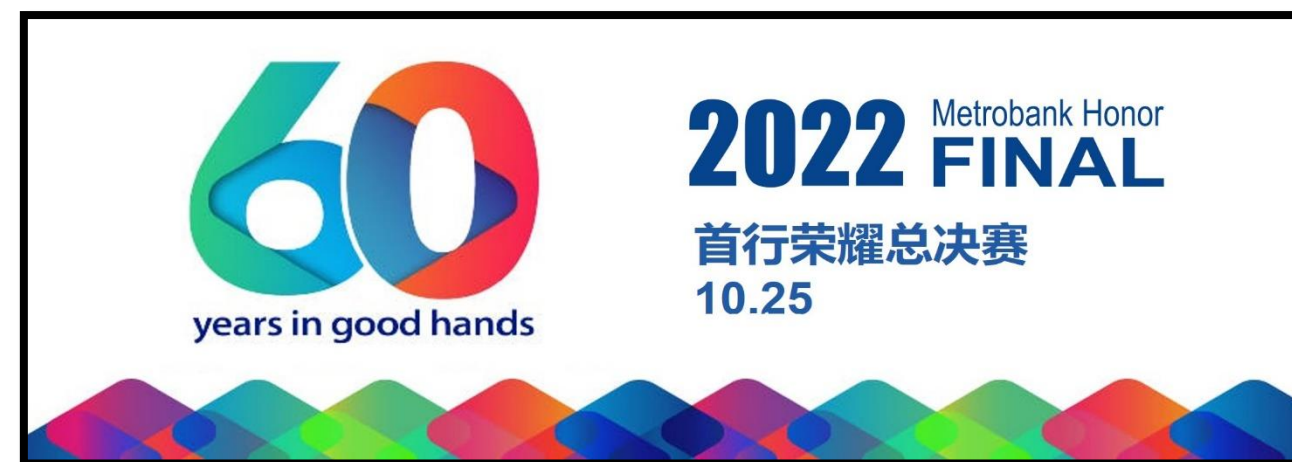 60
years in good hands
2022 Metrobank Honor
FINAL
首行荣耀总决赛
10.25